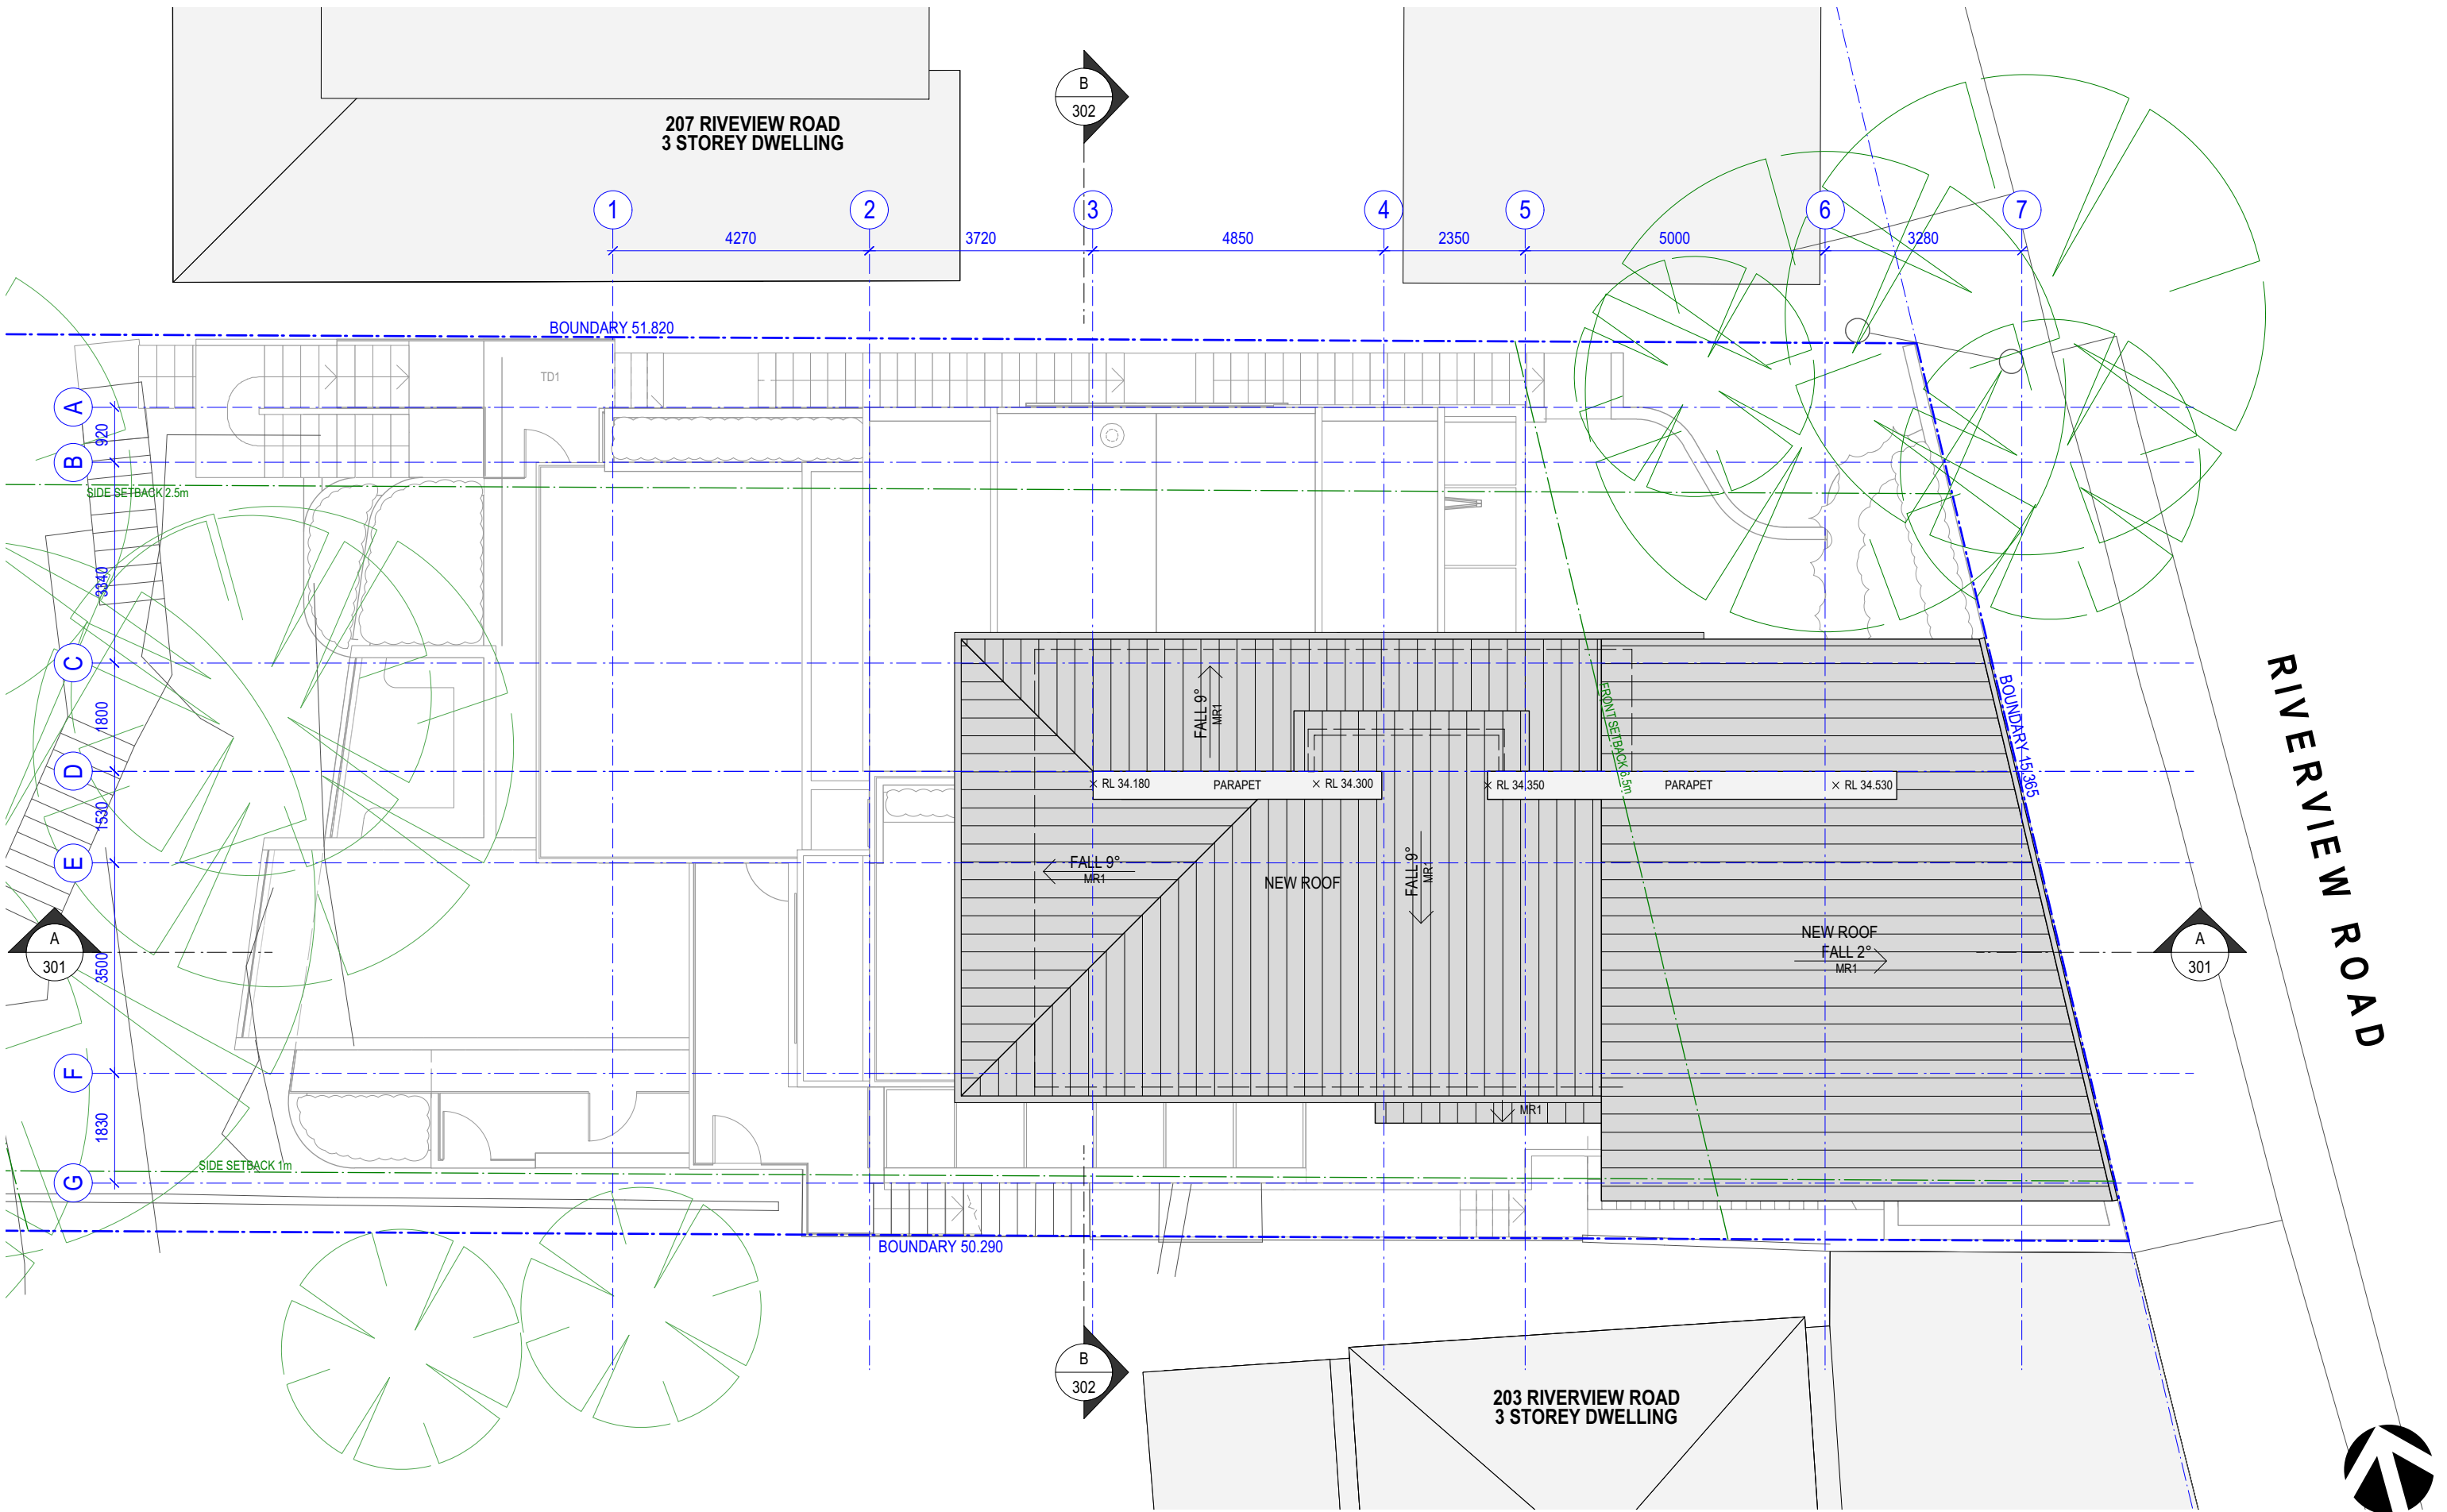 B
302
207 RIVEVIEW ROAD
3 STOREY DWELLING
1
2
3
4
5
6
7
4270
3720
4850
2350
5000
3280
BOUNDARY 51.820
TD1
A
920
B
SIDE SETBACK 2.5m
3340
C
1800
D
1530
E
3500
F
1830
G
FALL 9°
MR1
FRONT SETBACK 6.5m
BOUNDARY 15.365
RIVERVIEW ROAD
RL 34.180
PARAPET
RL 34.300
RL 34.350
PARAPET
RL 34.530
FALL 9°
MR1
NEW ROOF
FALL 9°
MR1
NEW ROOF
FALL 2°
MR1
A
301
A
301
MR1
SIDE SETBACK 1m
BOUNDARY 50.290
B
302
203 RIVERVIEW ROAD
3 STOREY DWELLING